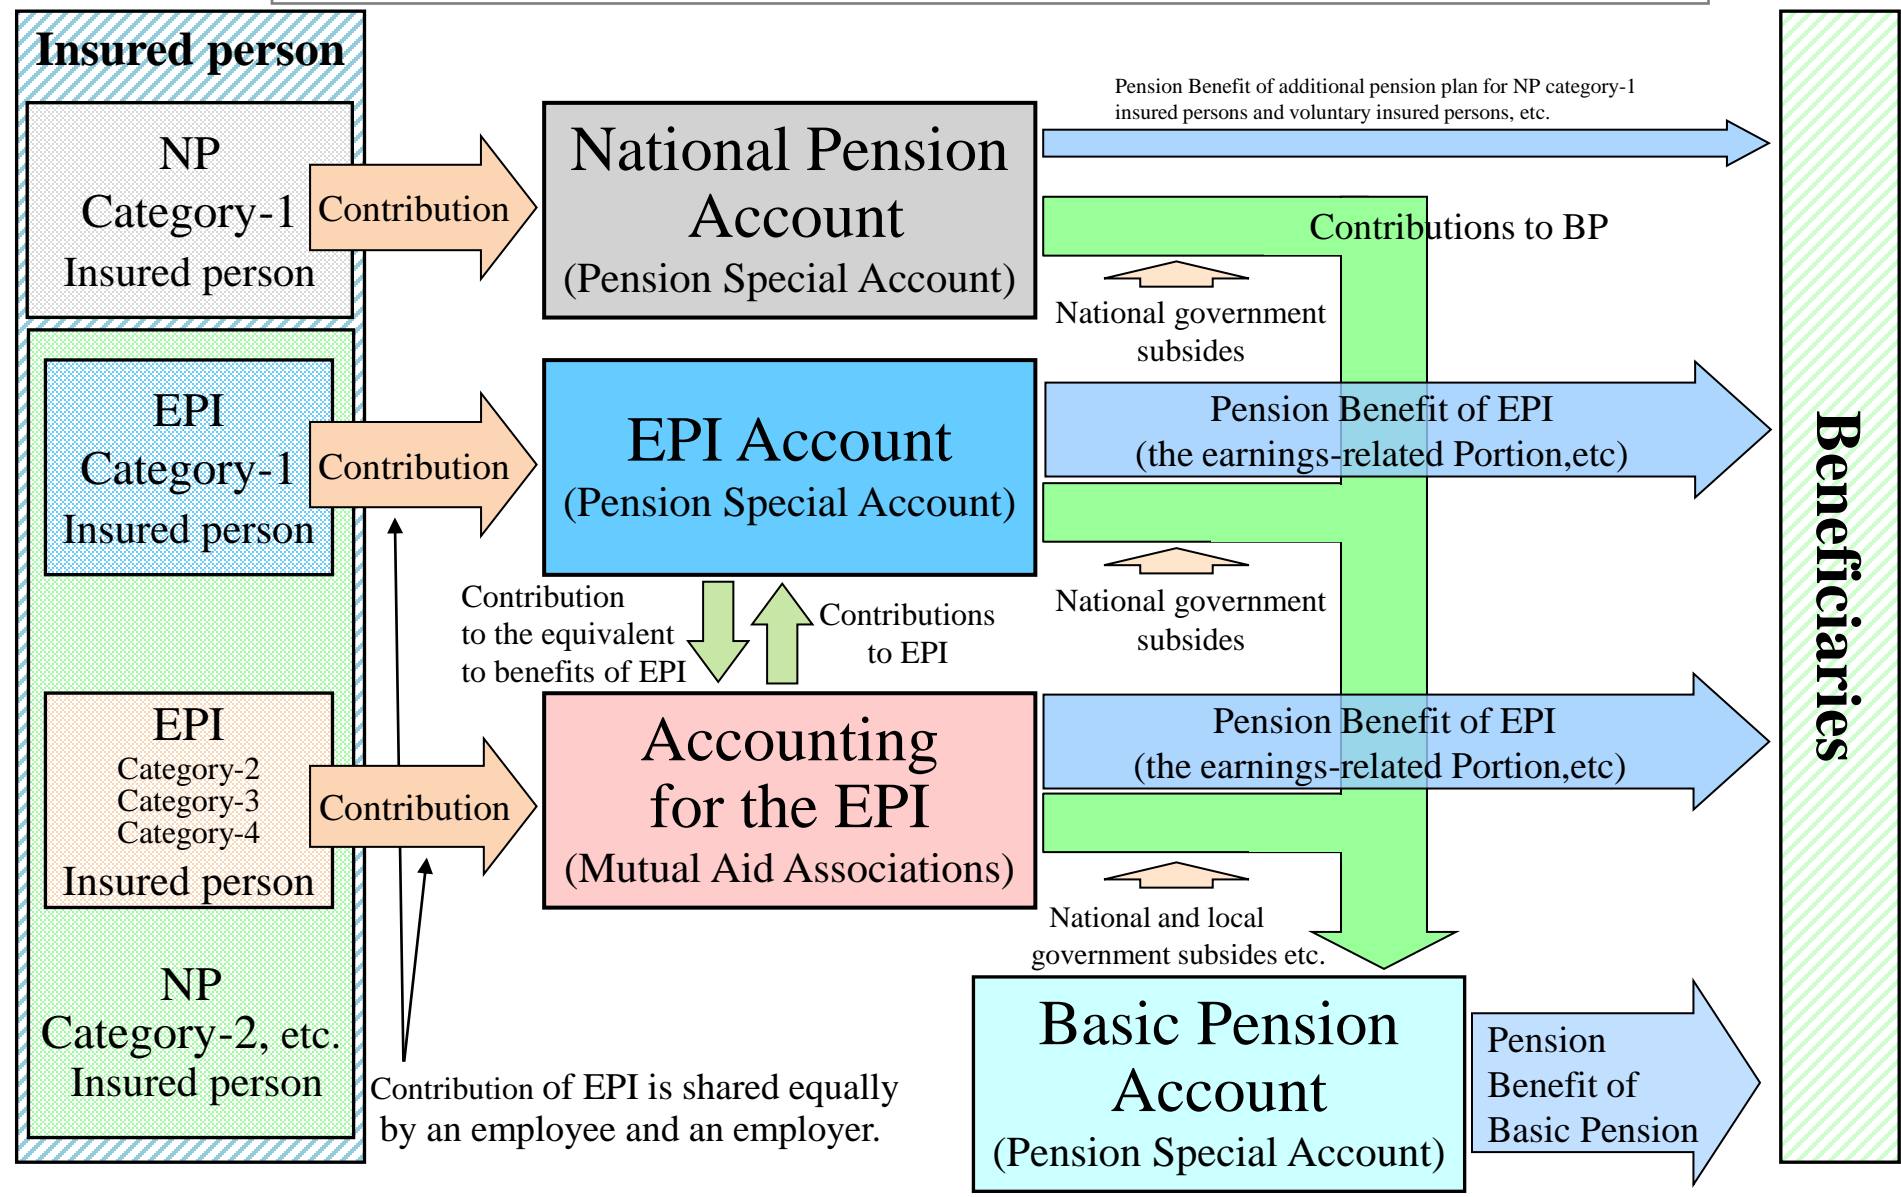 Insured person
NP
Category-1
Insured person
Contribution
National Pension
Account
(Pension Special Account)
Pension Benefit of additional pension plan for NP category-1
insured persons and voluntary insured persons, etc.
Contributions to BP
National government
subsides
EPI
Category-1
Insured person
Contribution
EPI Account
(Pension Special Account)
Pension Benefit of EPI
(the earnings-related Portion,etc)
National government
subsides
Contribution
to the equivalent
to benefits of EPI
Contributions
to EPI
EPI
Category-2
Category-3
Category-4
Insured person
Contribution
Accounting
for the EPI
(Mutual Aid Associations)
Pension Benefit of EPI
(the earnings-related Portion,etc)
National and local
government subsides etc.
NP
Category-2, etc.
Insured person
Contribution of EPI is shared equally
by an employee and an employer.
Basic Pension
Account
(Pension Special Account)
Pension
Benefit of
Basic Pension
Beneficiaries